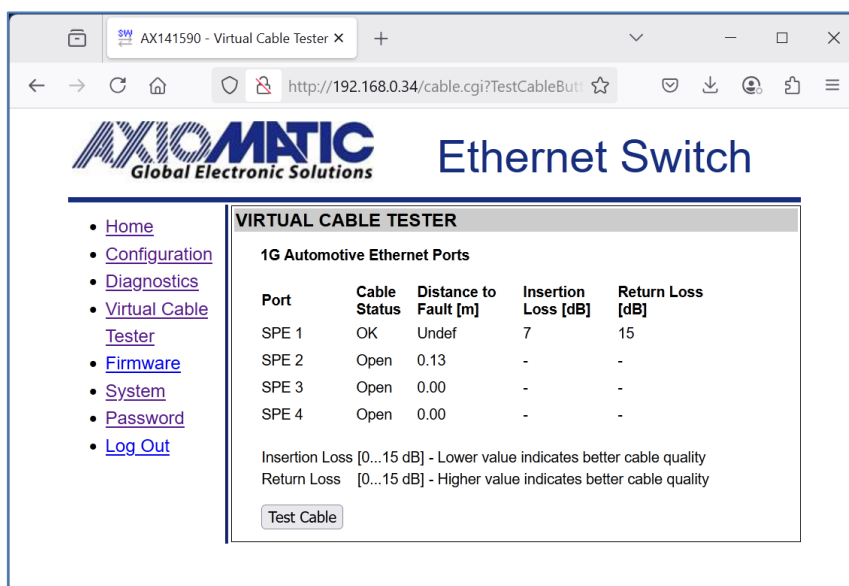 SW AX141590 - Virtual Cable Tester
http://192.168.0.34/cable.cgi?TestCableButt
AXIOMATIC
Global Electronic Solutions
Ethernet Switch
Home
Configuration
Diagnostics
Virtual Cable
Tester
Firmware
System
Password
Log Out
VIRTUAL CABLE TESTER
1G Automotive Ethernet Ports
Port Cable Status Distance to Fault [m] Insertion Loss [dB] Return Loss [dB]
SPE 1 OK Undef 7 15
SPE 2 Open 0.13 - -
SPE 3 Open 0.00 - -
SPE 4 Open 0.00 - -
Insertion Loss [0...15 dB] - Lower value indicates better cable quality
Return Loss [0...15 dB] - Higher value indicates better cable quality
Test Cable